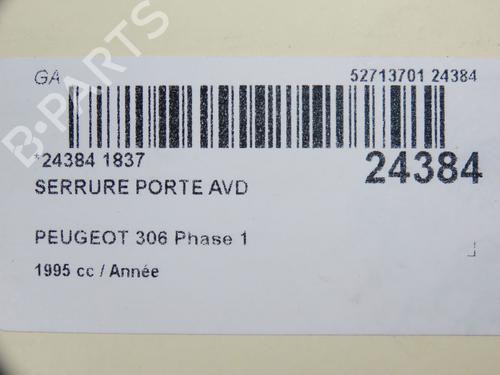 GA
52713701 24384
*24384 1837
24384
SERRURE PORTE AVD
PEUGEOT 306 Phase 1
1995 cc / Année
B-PARTS